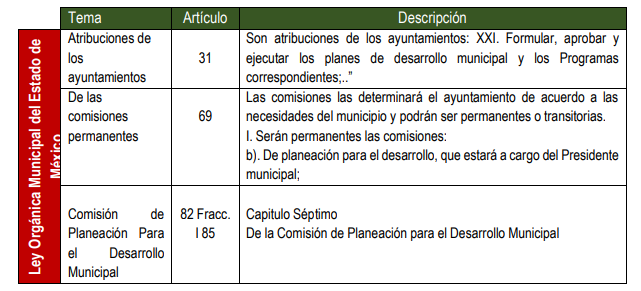 Tema Artículo Descripción
Ley Orgánica Municipal del Estado de
México
Atribuciones de
los
ayuntamientos
31
Son atribuciones de los ayuntamientos: XXI. Formular, aprobar y
ejecutar los planes de desarrollo municipal y los Programas
correspondientes;..”
De las
comisiones
permanentes
69
Las comisiones las determinará el ayuntamiento de acuerdo a las
necesidades del municipio y podrán ser permanentes o transitorias.
I. Serán permanentes las comisiones:
b). De planeación para el desarrollo, que estará a cargo del Presidente
municipal;
Comisión de
Planeación Para
el Desarrollo
Municipal
82 Fracc.
I 85
Capitulo Séptimo
De la Comisión de Planeación para el Desarrollo Municipal